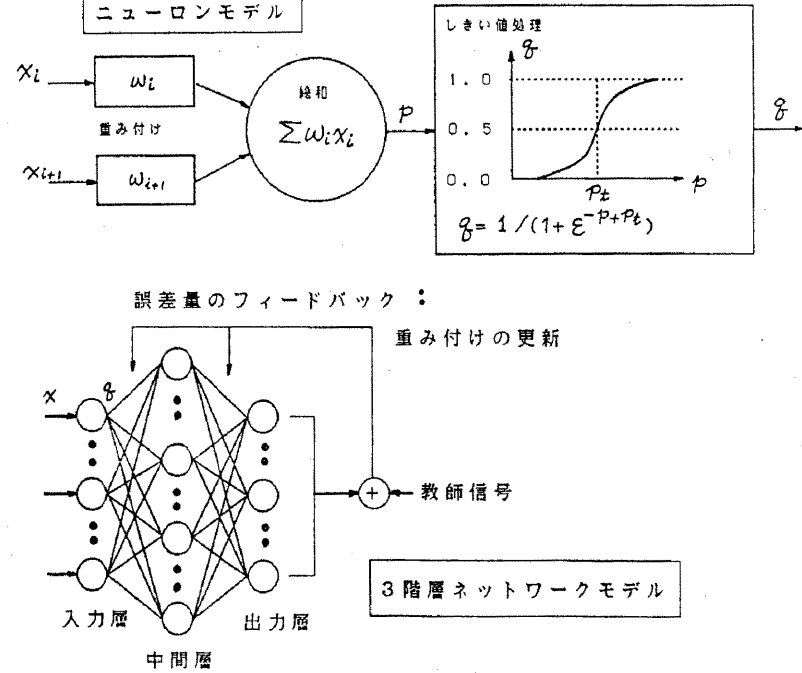 ニューロンモデル
しきい値処理
xi
ωi
重み付け
xi+1
ωi+1
総和
Σωixi
p
q
1.0
0.5
0.0
pt
p
q=1/(1+ε^-p+pt)
q
誤差量のフィードバック:
重み付けの更新
x
q
+
教師信号
3階層ネットワークモデル
入力層
出力層
中間層